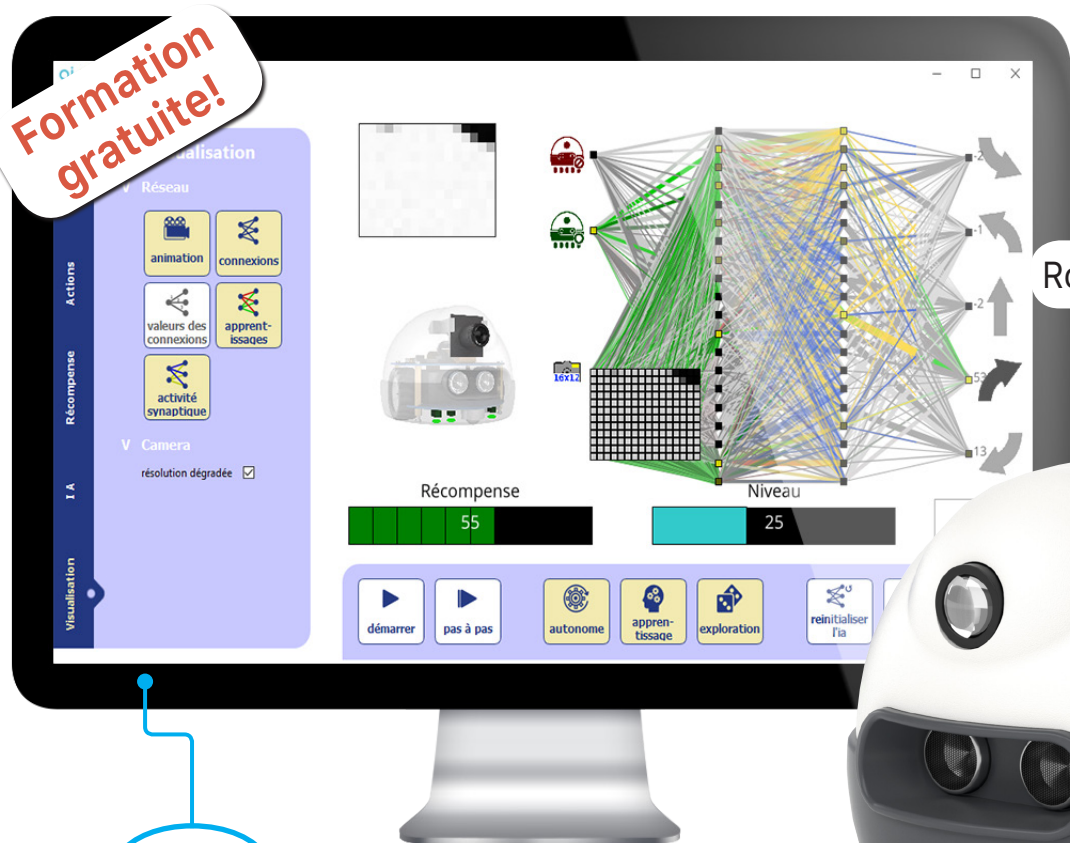 Formation
gratuite!
Visualisation
V Réseau
animation
connexions
valeurs des
connexions
apprent-
issages
activité
synaptique
V Camera
résolution dégradée
Actions
Récompense
I A
Visualisation
16x12
-2
-1
-2
53
13
Récompense
55
Niveau
25
démarrer
pas à pas
autonome
appren-
tissage
exploration
reinitialiser
l'ia